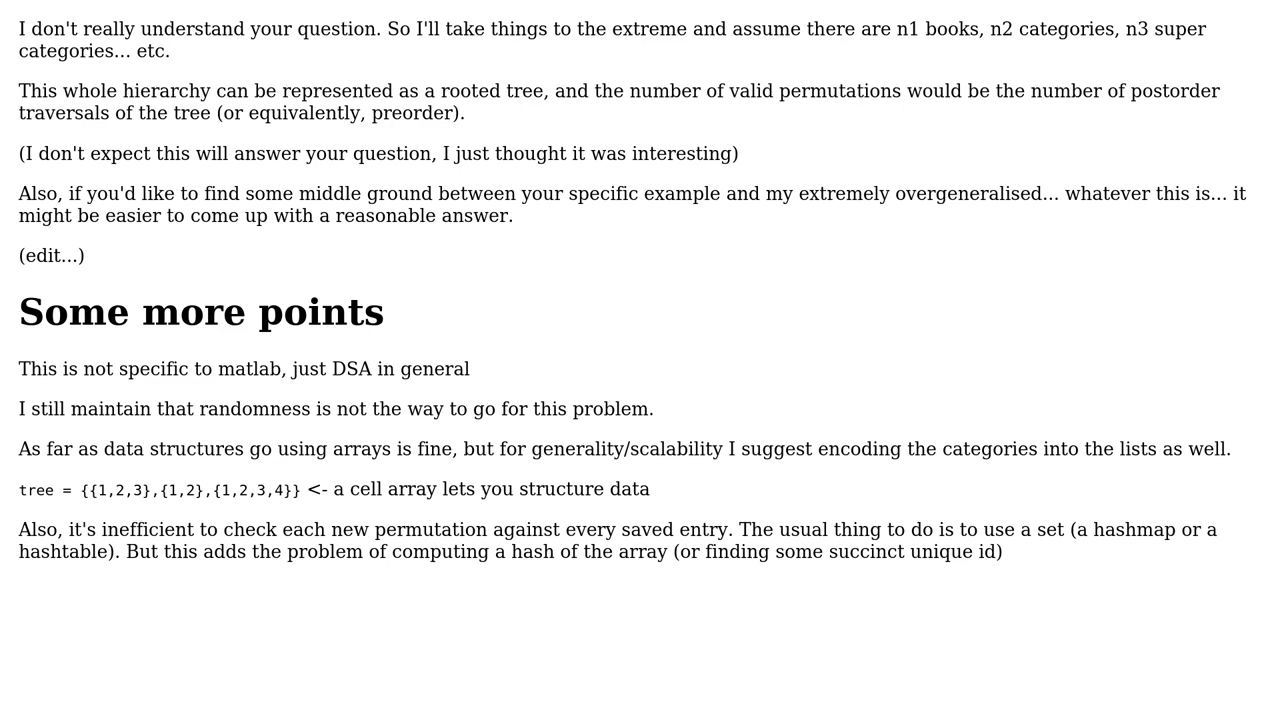 I don't really understand your question. So I'll take things to the extreme and assume there are n1 books, n2 categories, n3 super
categories... etc.
This whole hierarchy can be represented as a rooted tree, and the number of valid permutations would be the number of postorder
traversals of the tree (or equivalently, preorder).
(I don't expect this will answer your question, I just thought it was interesting)
Also, if you'd like to find some middle ground between your specific example and my extremely overgeneralised... whatever this is... it
might be easier to come up with a reasonable answer.
(edit...)
Some more points
This is not specific to matlab, just DSA in general
I still maintain that randomness is not the way to go for this problem.
As far as data structures go using arrays is fine, but for generality/scalability I suggest encoding the categories into the lists as well.
tree = {{1,2,3},{1,2},{1,2,3,4}} <- a cell array lets you structure data
Also, it's inefficient to check each new permutation against every saved entry. The usual thing to do is to use a set (a hashmap or a
hashtable). But this adds the problem of computing a hash of the array (or finding some succinct unique id)